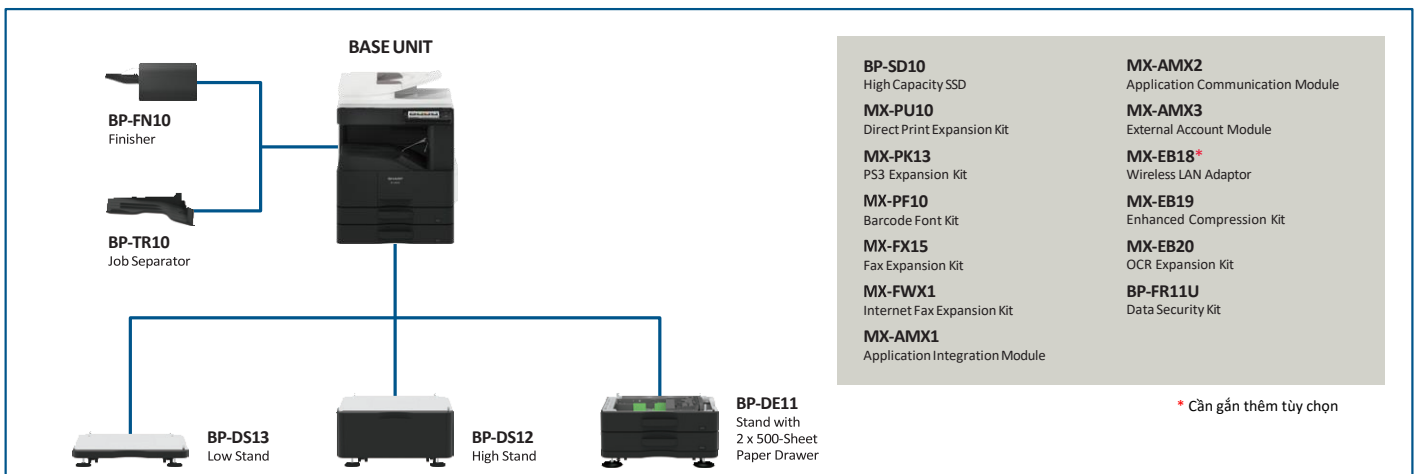 BASE UNIT
BP-FN10
Finisher
BP-TR10
Job Separator
BP-DS13
Low Stand
BP-DS12
High Stand
BP-DE11
Stand with
2 x 500-Sheet
Paper Drawer
BP-SD10
High Capacity SSD
MX-PU10
Direct Print Expansion Kit
MX-PK13
PS3 Expansion Kit
MX-PF10
Barcode Font Kit
MX-FX15
Fax Expansion Kit
MX-FWX1
Internet Fax Expansion Kit
MX-AMX1
Application Integration Module
MX-AMX2
Application Communication Module
MX-AMX3
External Account Module
MX-EB18*
Wireless LAN Adaptor
MX-EB19
Enhanced Compression Kit
MX-EB20
OCR Expansion Kit
BP-FR11U
Data Security Kit
* Cần gắn thêm tùy chọn